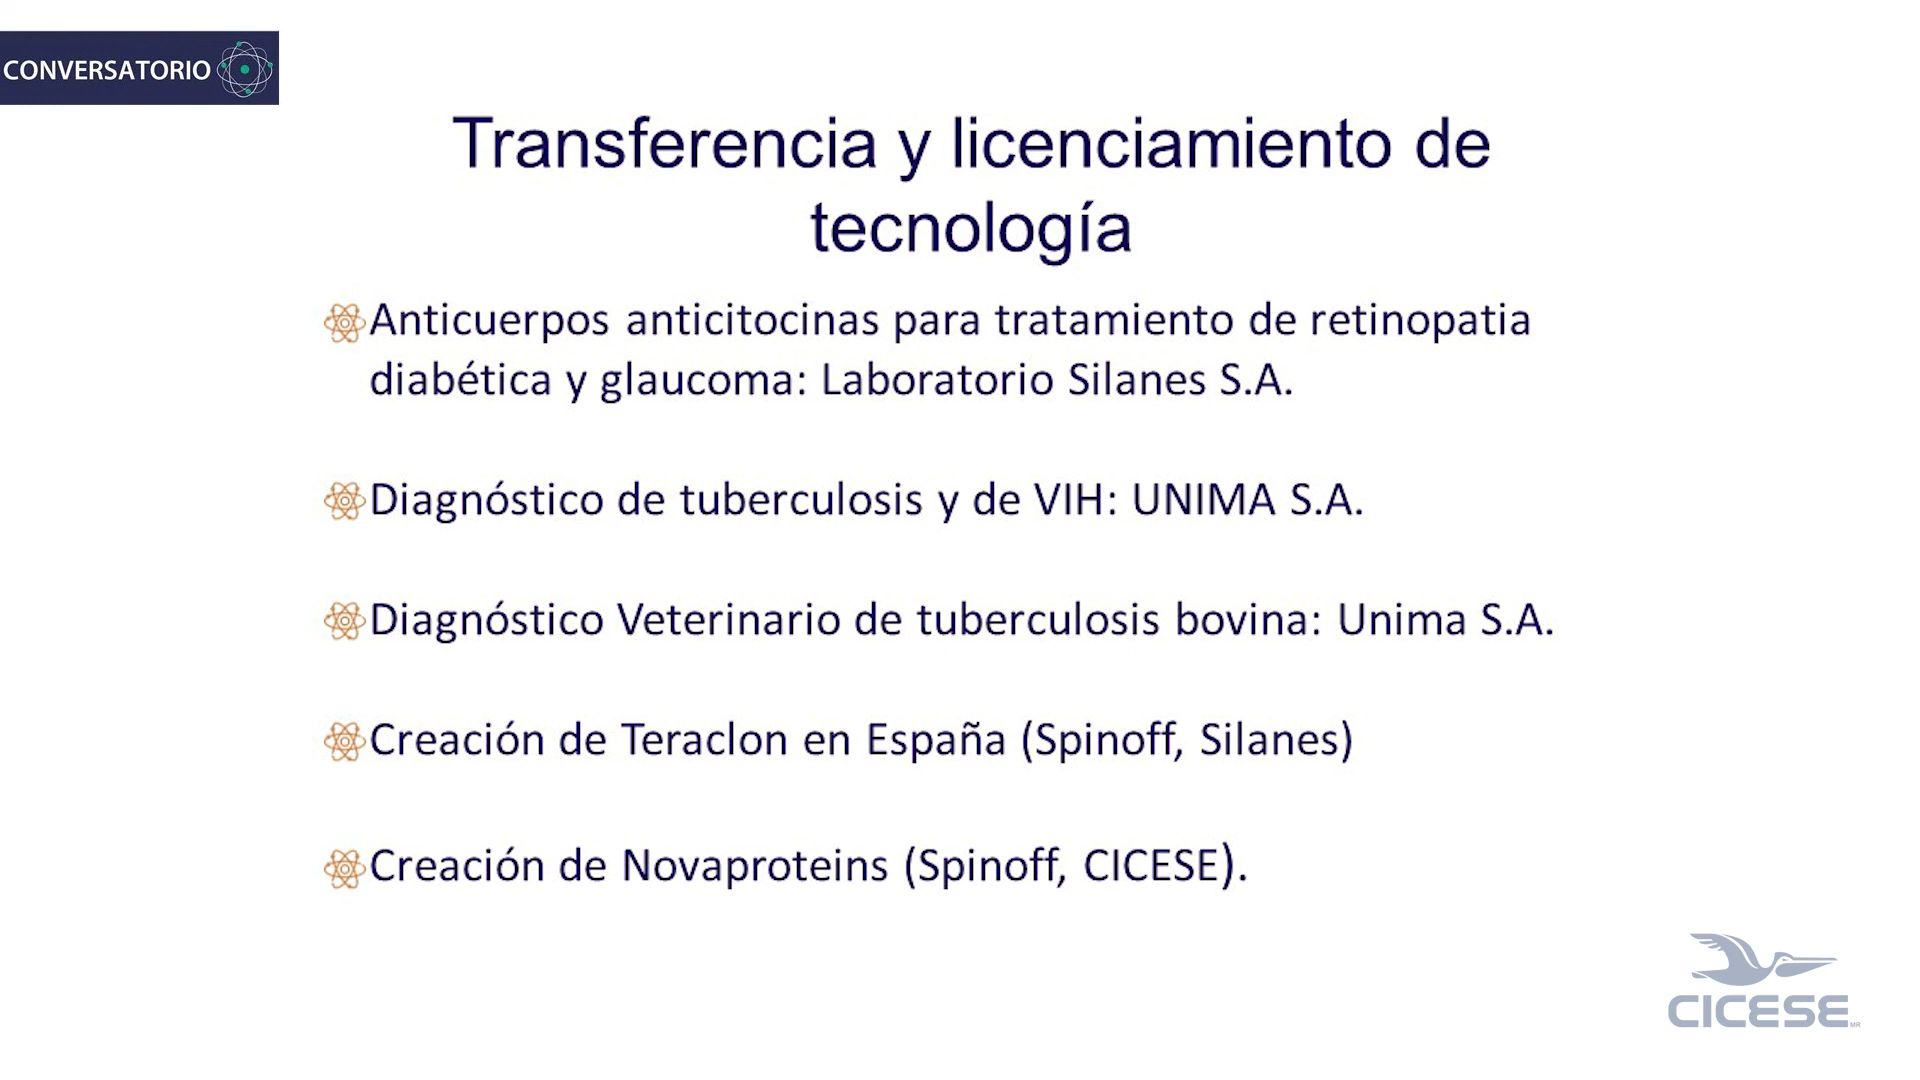 CONVERSATORIO
Transferencia y licenciamiento de
tecnología
Anticuerpos anticitocinas para tratamiento de retinopatia
diabética y glaucoma: Laboratorio Silanes S.A.
Diagnóstico de tuberculosis y de VIH: UNIMA S.A.
Diagnóstico Veterinario de tuberculosis bovina: Unima S.A.
Creación de Teraclon en España (Spinoff, Silanes)
Creación de Novaproteins (Spinoff, CICESE).
CICESE MR